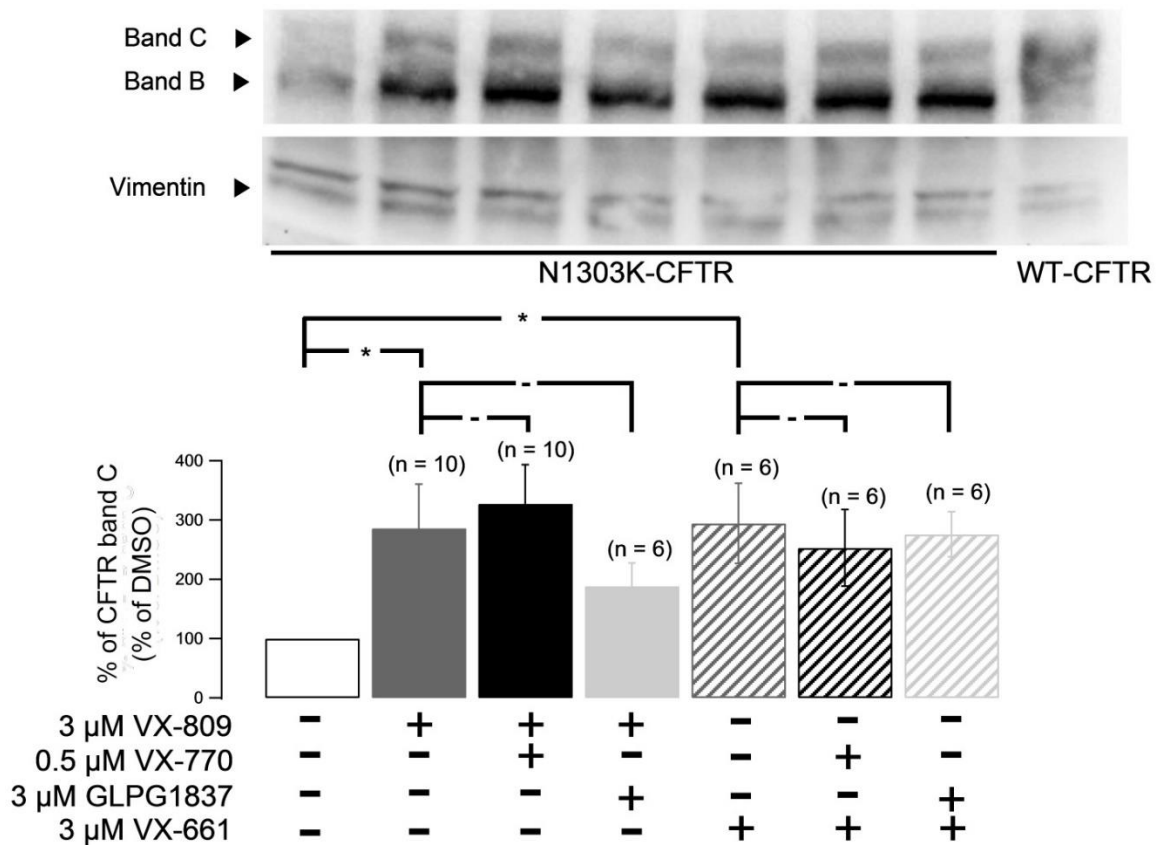 Band C
Band B
Vimentin
N1303K-CFTR WT-CFTR
*
*
-
-
-
-
(n = 10) (n = 10) (n = 6) (n = 6) (n = 6) (n = 6)
% of CFTR band C
(% of DMSO)
400
300
200
100
0
3 µM VX-809 - + + + - - -
0.5 µM VX-770 - - + - - + -
3 µM GLPG1837 - - - + - - +
3 µM VX-661 - - - - + + +